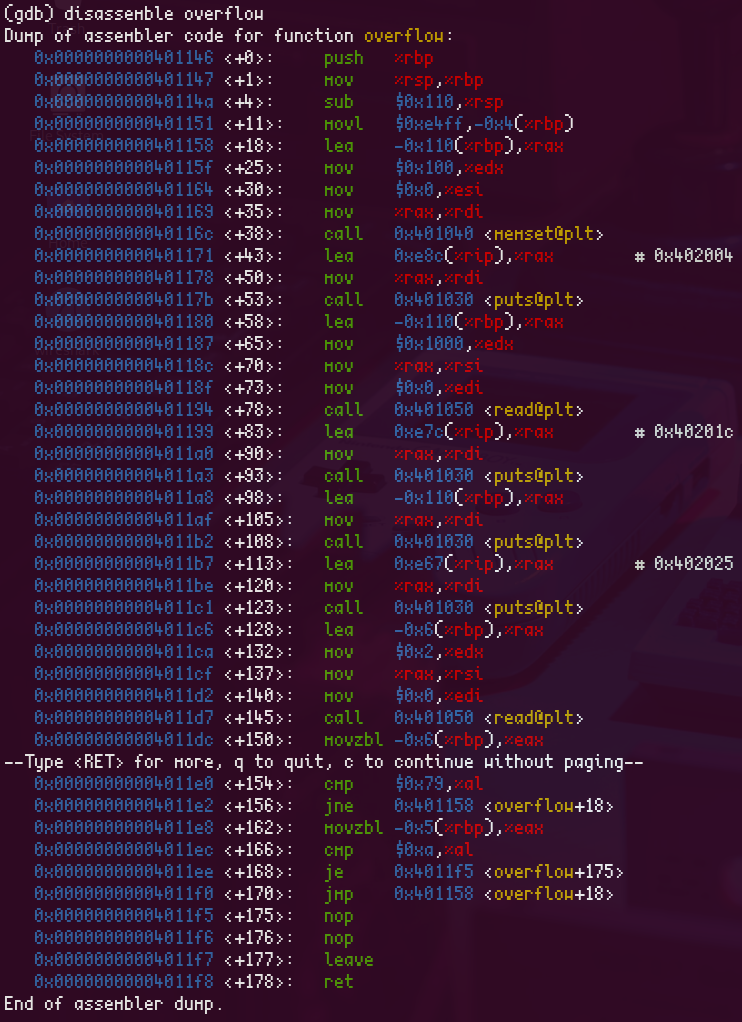 (gdb) disassemble overflow
Dump of assembler code for function overflow:
   0x0000000000401146 <+0>:     push   %rbp
   0x0000000000401147 <+1>:     mov    %rsp,%rbp
   0x000000000040114a <+4>:     sub    $0x110,%rsp
   0x0000000000401151 <+11>:    movl   $0xe4ff,-0x4(%rbp)
   0x0000000000401158 <+18>:    lea    -0x110(%rbp),%rax
   0x000000000040115f <+25>:    mov    $0x100,%edx
   0x0000000000401164 <+30>:    mov    $0x0,%esi
   0x0000000000401169 <+35>:    mov    %rax,%rdi
   0x000000000040116c <+38>:    call   0x401040 <memset@plt>
   0x0000000000401171 <+43>:    lea    0xe8c(%rip),%rax        # 0x402004
   0x0000000000401178 <+50>:    mov    %rax,%rdi
   0x000000000040117b <+53>:    call   0x401030 <puts@plt>
   0x0000000000401180 <+58>:    lea    -0x110(%rbp),%rax
   0x0000000000401187 <+65>:    mov    $0x1000,%edx
   0x000000000040118c <+70>:    mov    %rax,%rsi
   0x000000000040118f <+73>:    mov    $0x0,%edi
   0x0000000000401194 <+78>:    call   0x401050 <read@plt>
   0x0000000000401199 <+83>:    lea    0xe7c(%rip),%rax        # 0x40201c
   0x00000000004011a0 <+90>:    mov    %rax,%rdi
   0x00000000004011a3 <+93>:    call   0x401030 <puts@plt>
   0x00000000004011a8 <+98>:    lea    -0x110(%rbp),%rax
   0x00000000004011af <+105>:   mov    %rax,%rdi
   0x00000000004011b2 <+108>:   call   0x401030 <puts@plt>
   0x00000000004011b7 <+113>:   lea    0xe67(%rip),%rax        # 0x402025
   0x00000000004011be <+120>:   mov    %rax,%rdi
   0x00000000004011c1 <+123>:   call   0x401030 <puts@plt>
   0x00000000004011c6 <+128>:   lea    -0x6(%rbp),%rax
   0x00000000004011ca <+132>:   mov    $0x2,%edx
   0x00000000004011cf <+137>:   mov    %rax,%rsi
   0x00000000004011d2 <+140>:   mov    $0x0,%edi
   0x00000000004011d7 <+145>:   call   0x401050 <read@plt>
   0x00000000004011dc <+150>:   movzbl -0x6(%rbp),%eax
--Type <RET> for more, q to quit, c to continue without paging--
   0x00000000004011e0 <+154>:   cmp    $0x79,%al
   0x00000000004011e2 <+156>:   jne    0x401158 <overflow+18>
   0x00000000004011e8 <+162>:   movzbl -0x5(%rbp),%eax
   0x00000000004011ec <+166>:   cmp    $0xa,%al
   0x00000000004011ee <+168>:   je     0x4011f5 <overflow+175>
   0x00000000004011f0 <+170>:   jmp    0x401158 <overflow+18>
   0x00000000004011f5 <+175>:   nop
   0x00000000004011f6 <+176>:   nop
   0x00000000004011f7 <+177>:   leave
   0x00000000004011f8 <+178>:   ret
End of assembler dump.